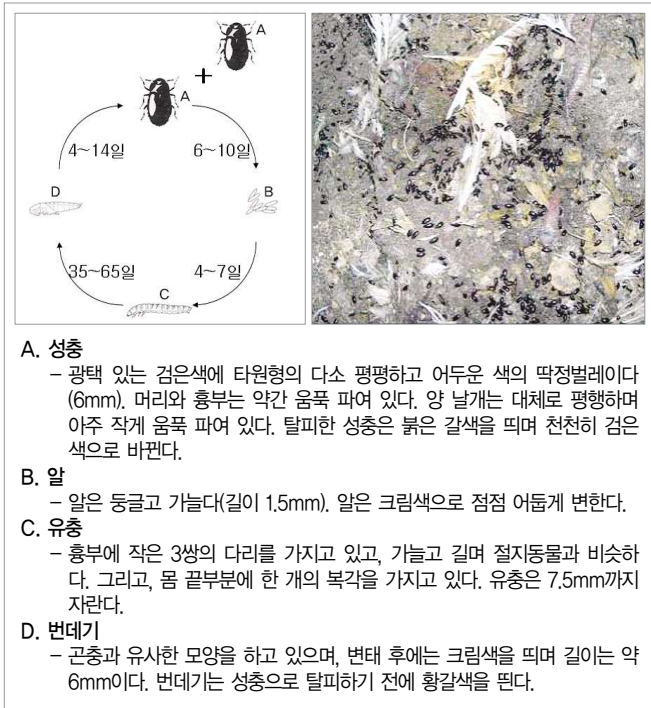 A
+
A
4~14일
6~10일
D
B
35~65일
4~7일
C
A. 성충
– 광택 있는 검은색에 타원형의 다소 평평하고 어두운 색의 딱정벌레이다
(6mm). 머리와 흉부는 약간 움푹 파여 있다. 양 날개는 대체로 평행하며
아주 작게 움푹 파여 있다. 탈피한 성충은 붉은 갈색을 띄며 천천히 검은
색으로 바뀐다.
B. 알
– 알은 둥글고 가늘다(길이 1.5mm). 알은 크림색으로 점점 어둡게 변한다.
C. 유충
– 흉부에 작은 3쌍의 다리를 가지고 있고, 가늘고 길며 절지동물과 비슷하
다. 그리고, 몸 끝부분에 한 개의 복각을 가지고 있다. 유충은 7.5mm까지
자란다.
D. 번데기
– 곤충과 유사한 모양을 하고 있으며, 변태 후에는 크림색을 띄며 길이는 약
6mm이다. 번데기는 성충으로 탈피하기 전에 황갈색을 띈다.